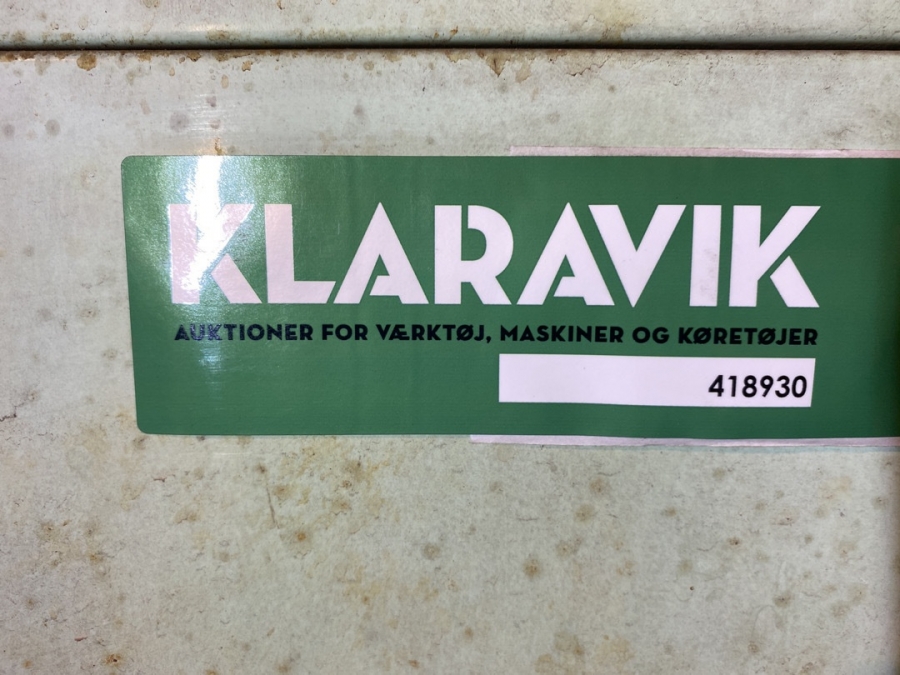 KLARAVIK
AUKTIONER FOR VÆRKTØJ, MASKINER OG KØRETØJER
418930